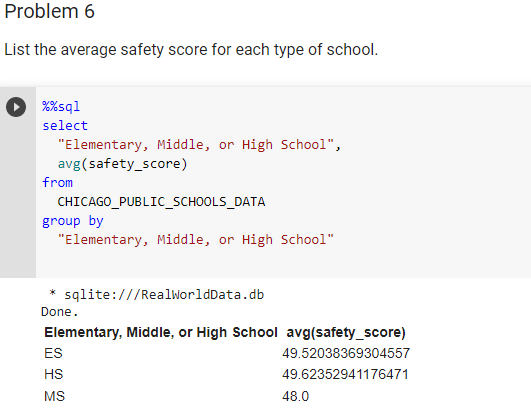 Problem 6
List the average safety score for each type of school.
%%sql
select
"Elementary, Middle, or High School",
avg(safety_score)
from
CHICAGO_PUBLIC_SCHOOLS_DATA
group by
"Elementary, Middle, or High School"
* sqlite:///RealWorldData.db
Done.
Elementary, Middle, or High School avg(safety_score)
ES 49.52038369304557
HS 49.62352941176471
MS 48.0